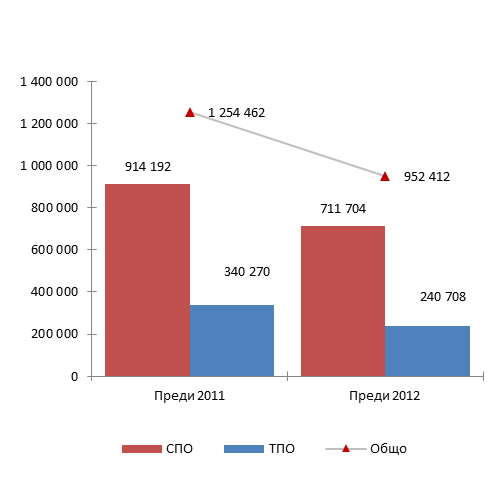 1 400 000
1 200 000
1 000 000
800 000
600 000
400 000
200 000
0
1 254 462
952 412
914 192
711 704
340 270
240 708
Преди 2011
Преди 2012
СПО
ТПО
Общо